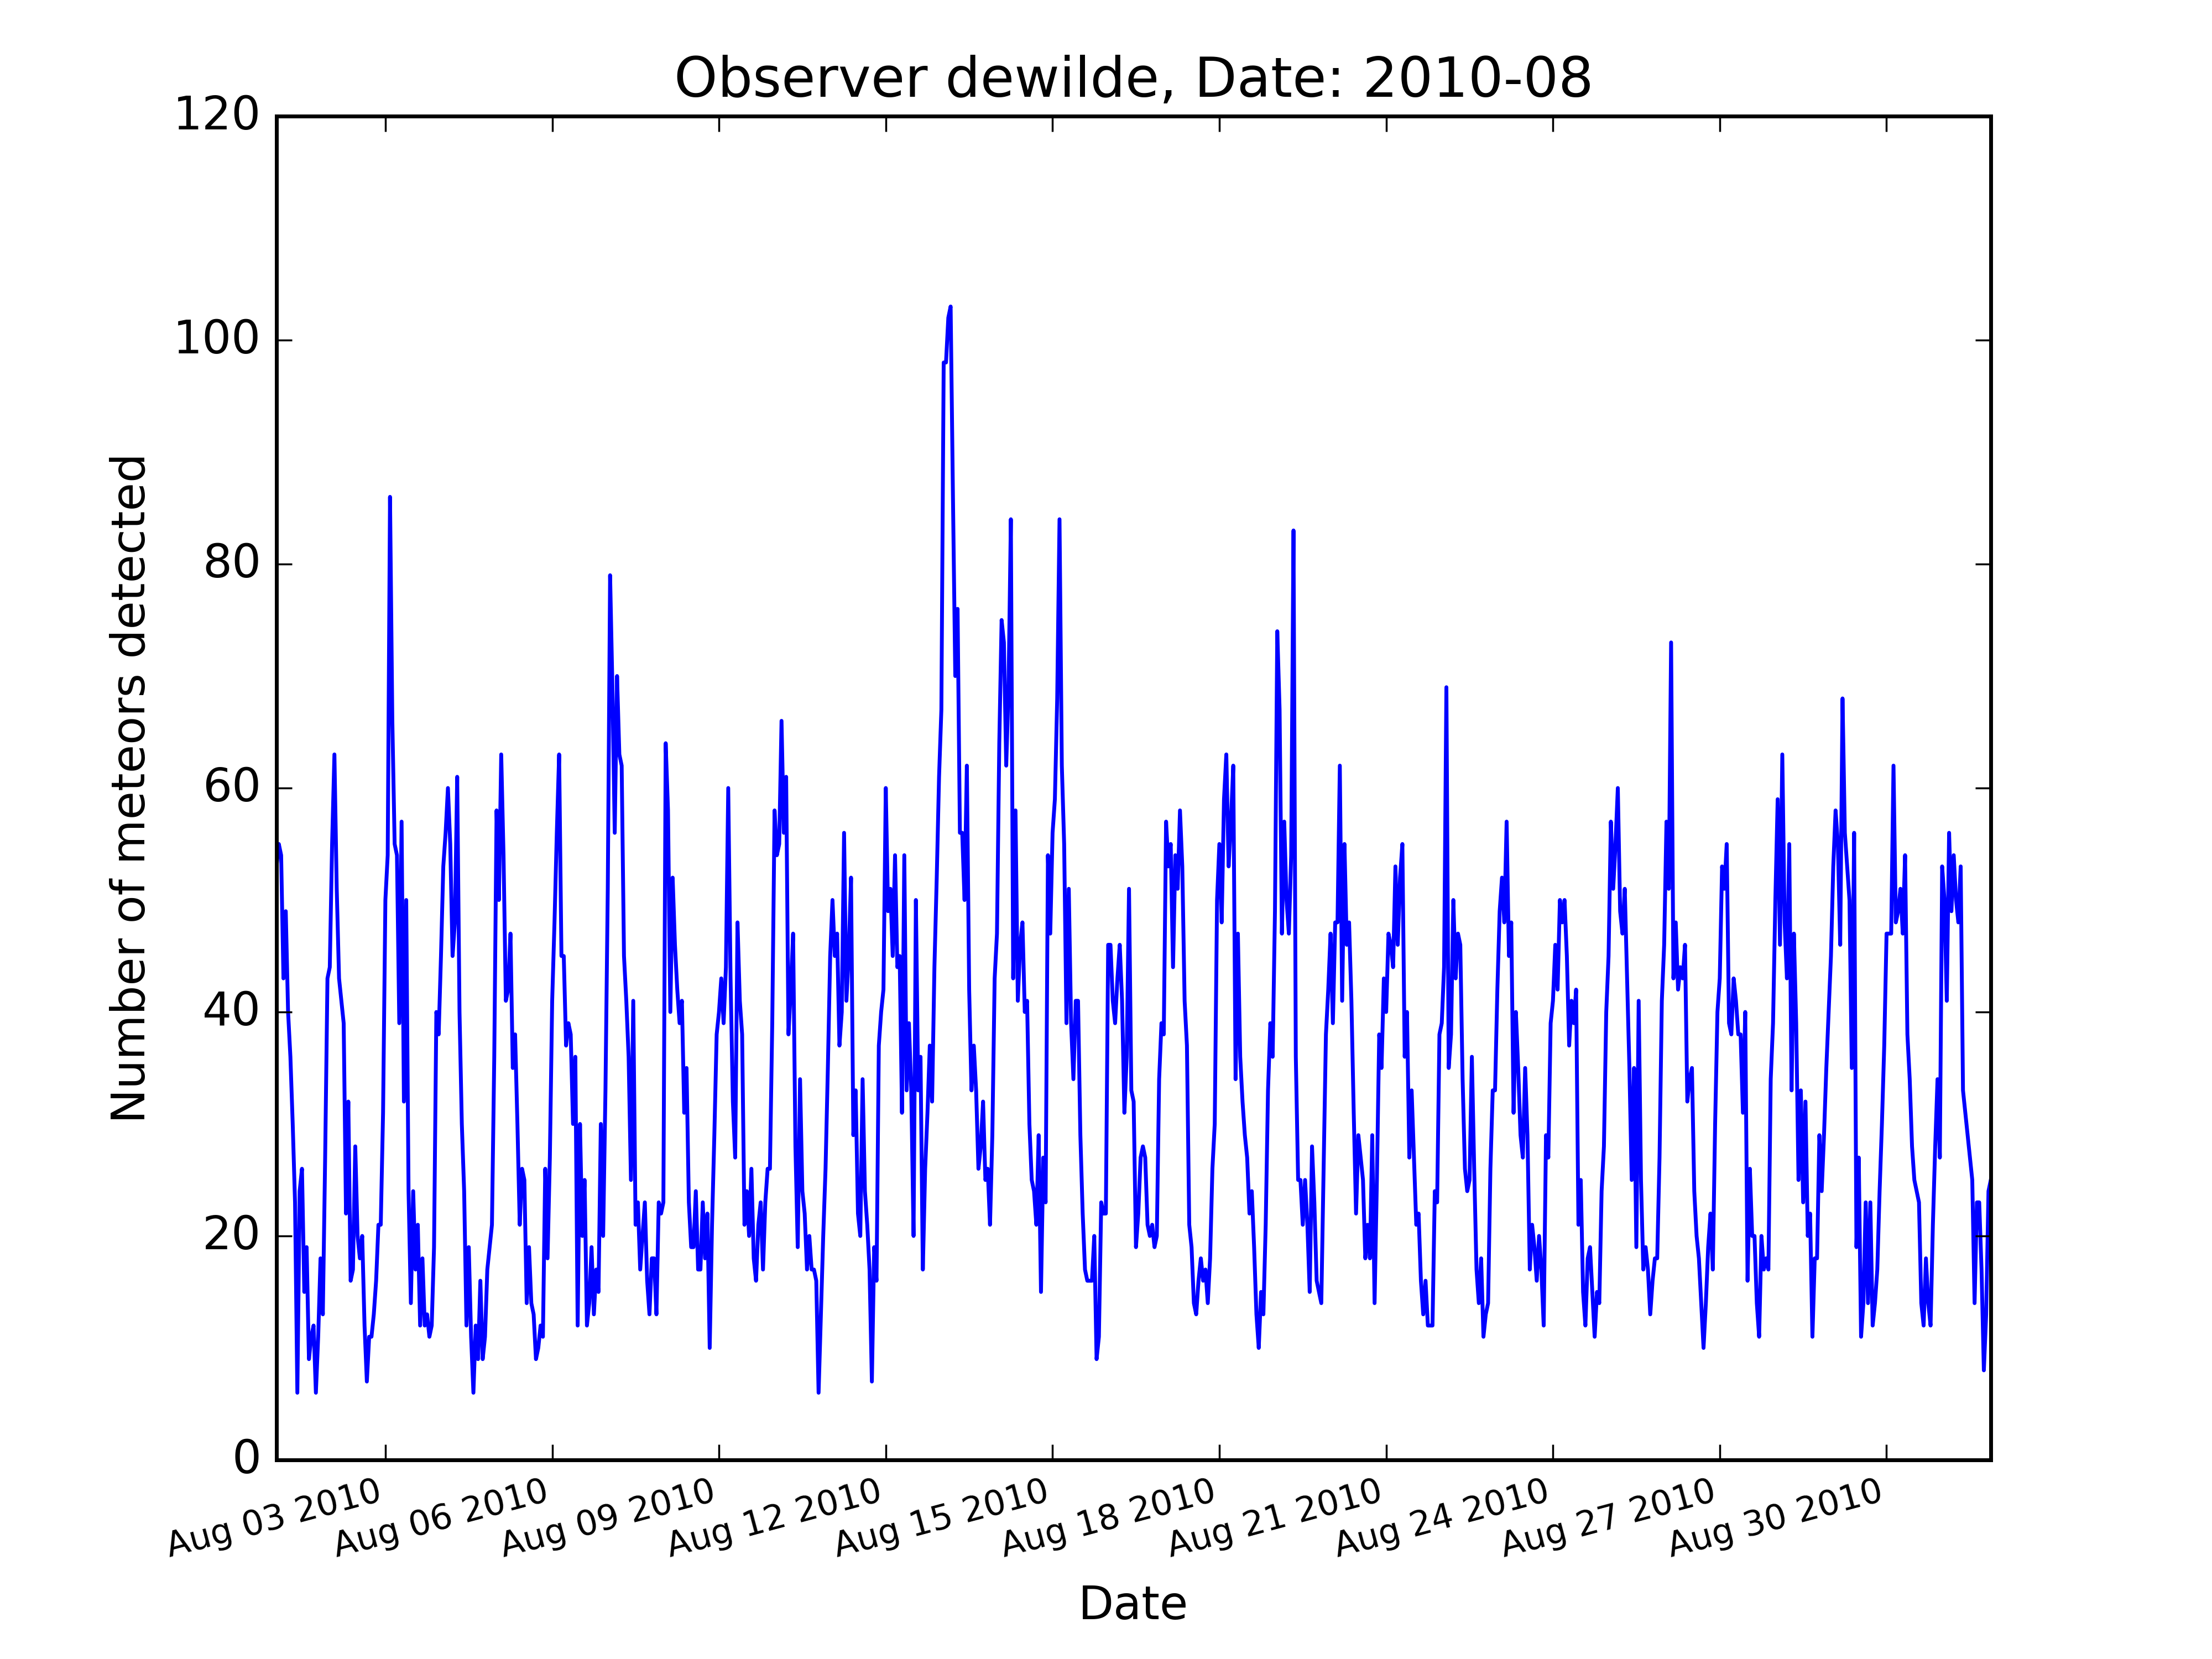 Observer dewilde, Date: 2010-08
120
100
80
60
40
20
0
Number of meteors detected
Aug 03 2010
Aug 06 2010
Aug 09 2010
Aug 12 2010
Aug 15 2010
Aug 18 2010
Aug 21 2010
Aug 24 2010
Aug 27 2010
Aug 30 2010
Date